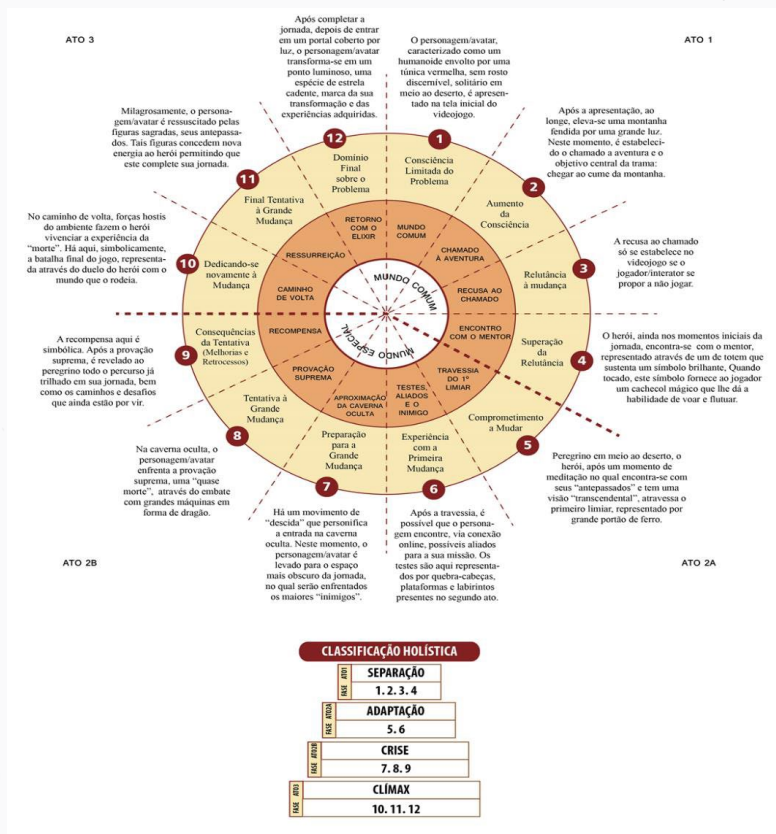 ATO 3
ATO 1
Após completar a
jornada, depois de entrar
em um portal coberto por
luz, o personagem/avatar
transforma-se em um
ponto luminoso, uma
espécie de estrela
cadente, marca da sua
transformação e das
experiências adquiridas.
O personagem/avatar,
caracterizado como um
humanoide envolto por uma
túnica vermelha, sem rosto
discernível, solitário em
meio ao deserto, é apresen-
tado na tela inicial do
videojogo.
Após a apresentação, ao
longe, eleva-se uma montanha
fendida por uma grande luz.
Neste momento, é estabeleci-
do o chamado a aventura e o
objetivo central da trama:
chegar ao cume da montanha.
A recusa ao chamado
só se estabelece no
videojogo se o
jogador/interator se
propor a não jogar.
O herói, ainda nos momentos iniciais da
jornada, encontra-se com o mentor,
representado através de um de totem que
sustenta um símbolo brilhante, Quando
tocado, este símbolo fornece ao jogador
um cachecol mágico que lhe dá a
habilidade de voar e flutuar.
Peregrino em meio ao deserto, o
herói, após um momento de
meditação no qual encontra-se com
seus “antepassados” e tem uma
visão “transcendental”, atravessa o
primeiro limiar, representado por
grande portão de ferro.
Após a travessia, é
possível que o persona-
gem encontre, via conexão
online, possíveis aliados
para a sua missão. Os
testes são aqui representa-
dos por quebra-cabeças,
plataformas e labirintos
presentes no segundo ato.
Há um movimento de
“descida” que personifica
a entrada na caverna
oculta. Neste momento, o
personagem/avatar é
levado para o espaço
mais obscuro da jornada,
no qual serão enfrentados
os maiores “inimigos”.
Na caverna oculta, o
personagem/avatar
enfrenta a provação
suprema, uma “quase
morte”, através do embate
com grandes máquinas em
forma de dragão.
A recompensa aqui é
simbólica. Após a provação
suprema, é revelado ao
peregrino todo o percurso já
trilhado em sua jornada, bem
como os caminhos e desafios
que ainda estão por vir.
No caminho de volta, forças hostis
do ambiente fazem o herói
vivenciar a experiência da
“morte”. Há aqui, simbolicamente,
a batalha final do jogo, representa-
da através do duelo do herói com o
mundo que o rodeia.
Milagrosamente, o persona-
gem/avatar é ressuscitado pelas
figuras sagradas, seus antepassa-
dos. Tais figuras concedem nova
energia ao herói permitindo que
este complete sua jornada.
1
Consciência
Limitada do
Problema
2
Aumento
da
Consciência
3
Relutância
à mudança
4
Superação
da
Relutância
5
Comprometimento
a Mudar
6
Experiência
com a
Primeira
Mudança
7
Preparação
para a
Grande
Mudança
8
Tentativa à
Grande
Mudança
9
Consequências
da Tentativa
(Melhorias e
Retrocessos)
10
Dedicando-se
novamente à
Mudança
11
Final Tentativa
à Grande
Mudança
12
Domínio
Final
sobre o
Problema
MUNDO
COMUM
CHAMADO
À AVENTURA
RECUSA AO
CHAMADO
ENCONTRO
COM O MENTOR
TRAVESSIA
DO 1º
LIMIAR
TESTES,
ALIADOS
E O
INIMIGO
APROXIMAÇÃO
DA CAVERNA
OCULTA
PROVAÇÃO
SUPREMA
RECOMPENSA
CAMINHO
DE VOLTA
RESSURREIÇÃO
RETORNO
COM O
ELIXIR
MUNDO COMUM
MUNDO ESPECIAL
ATO 2B
ATO 2A
CLASSIFICAÇÃO HOLÍSTICA
FASE ATO1
SEPARAÇÃO
1. 2. 3. 4
FASE ATO2A
ADAPTAÇÃO
5. 6
FASE ATO2B
CRISE
7. 8. 9
FASE ATO3
CLÍMAX
10. 11. 12